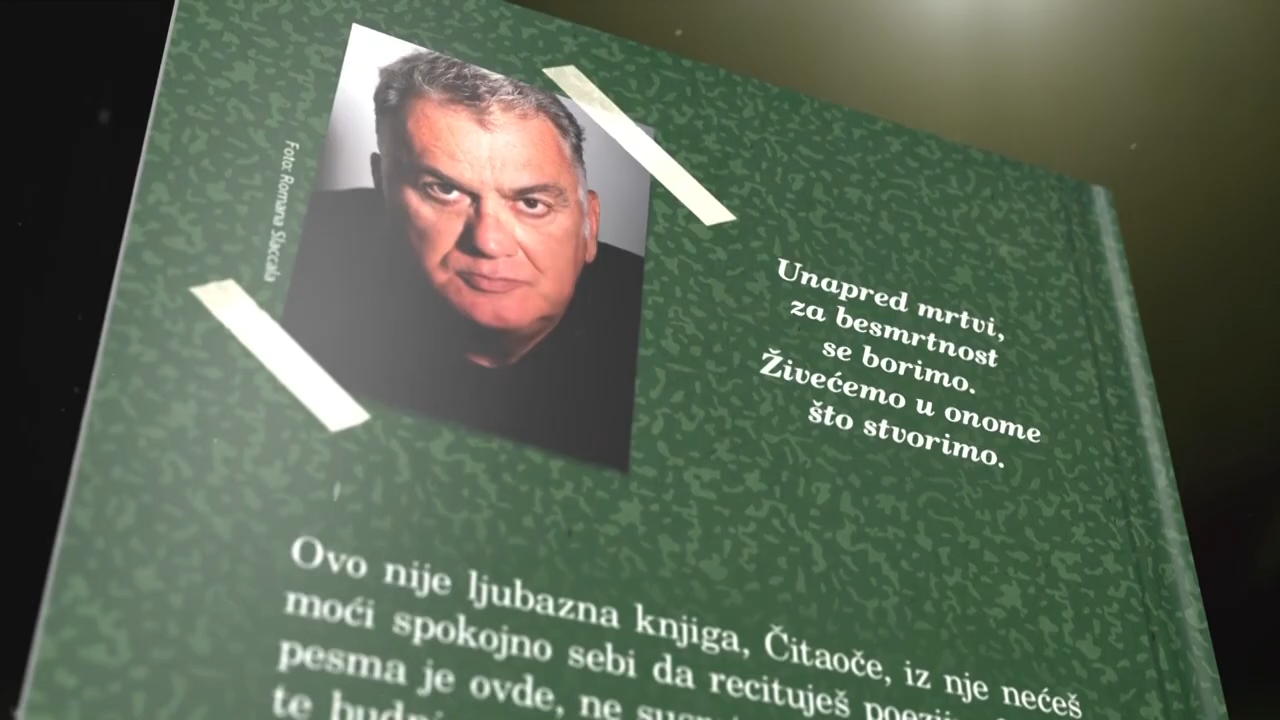 Foto: Romana Slaccala
Unapred mrtvi,
za besmrtnost
se borimo.
Živećemo u onome
što stvorimo.
Ovo nije ljubazna knjiga, Čitaoče, iz nje nećeš
moći spokojno sebi da recituješ
pesma je ovde, ne
te